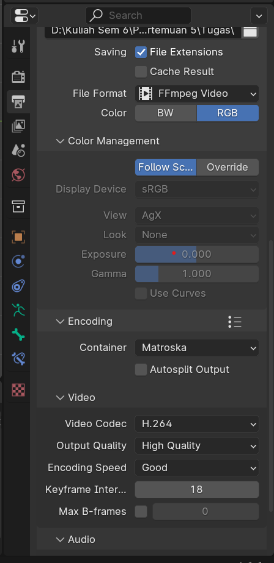 Search
D:\Kuliah Sem 6\P...rtemuan 5\Tugas\
Saving File Extensions
Cache Result
File Format FFmpeg Video
Color BW RGB
Color Management
Follow Sc... Override
Display Device sRGB
View AgX
Look None
Exposure 0.000
Gamma 1.000
Use Curves
Encoding
Container Matroska
Autosplit Output
Video
Video Codec H.264
Output Quality High Quality
Encoding Speed Good
Keyframe Inter... 18
Max B-frames 0
Audio